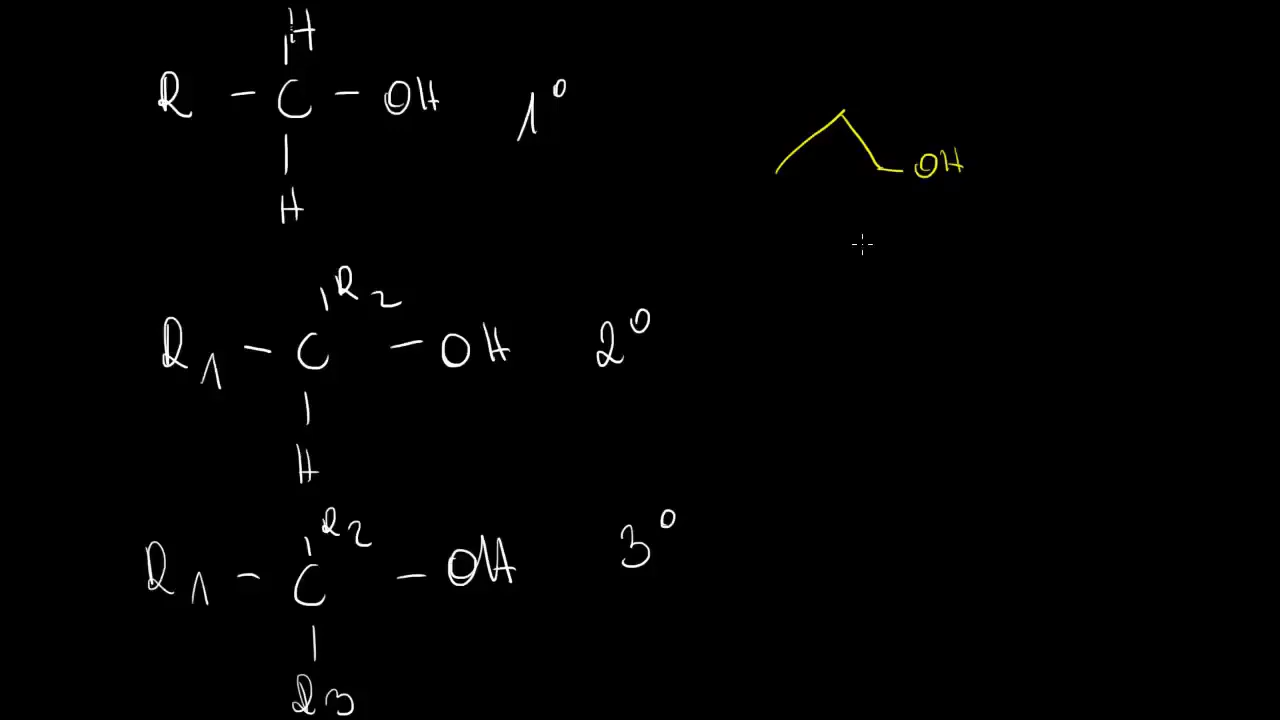 H
R - C - OH 1°
H
OH
R2
R1 - C - OH 2°
H
R2
R1 - C - OH 3°
R3